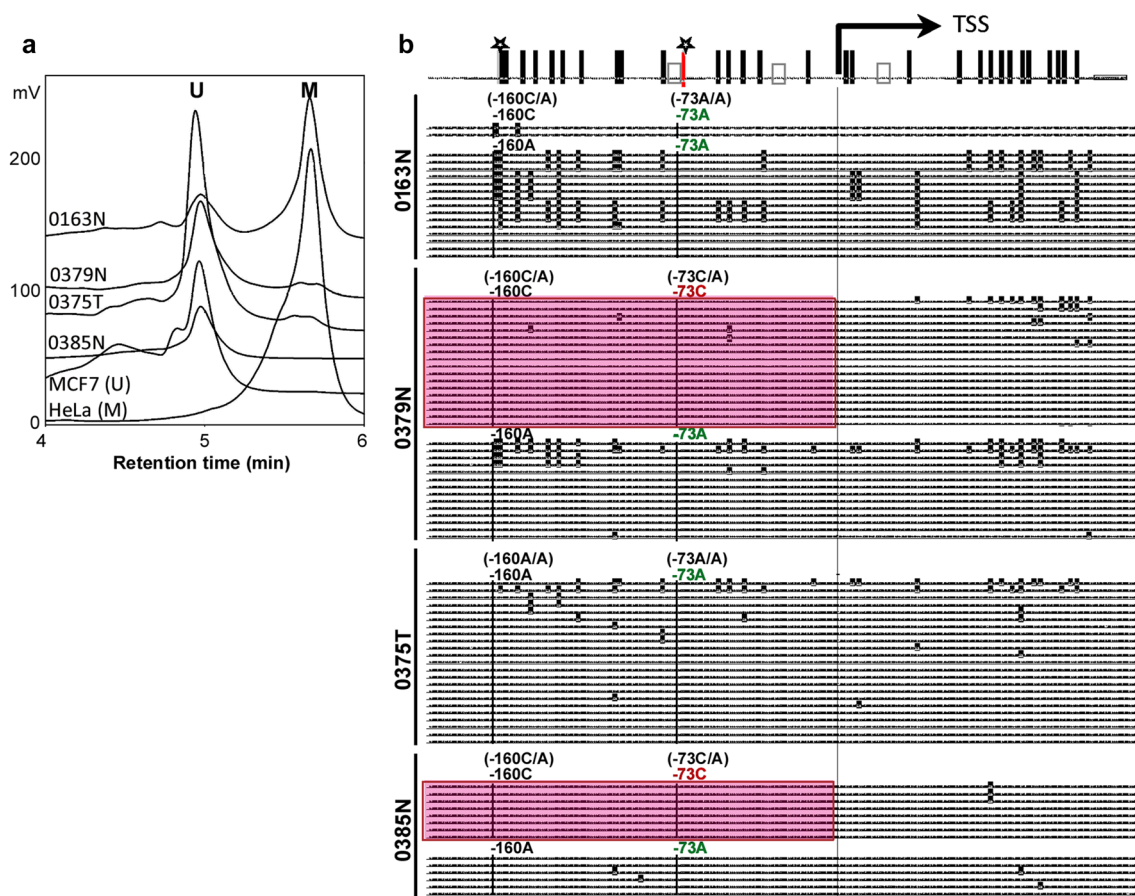 a
mV
200
100
0
U
M
0163N
0379N
0375T
0385N
MCF7 (U)
HeLa (M)
4
5
6
Retention time (min)
b
TSS
0163N
(-160C/A) (-73A/A)
-160C -73A
-160A -73A
0379N
(-160C/A) (-73C/A)
-160C -73C
-160A -73A
0375T
(-160A/A) (-73A/A)
-160A -73A
0385N
(-160C/A) (-73C/A)
-160C -73C
-160A -73A